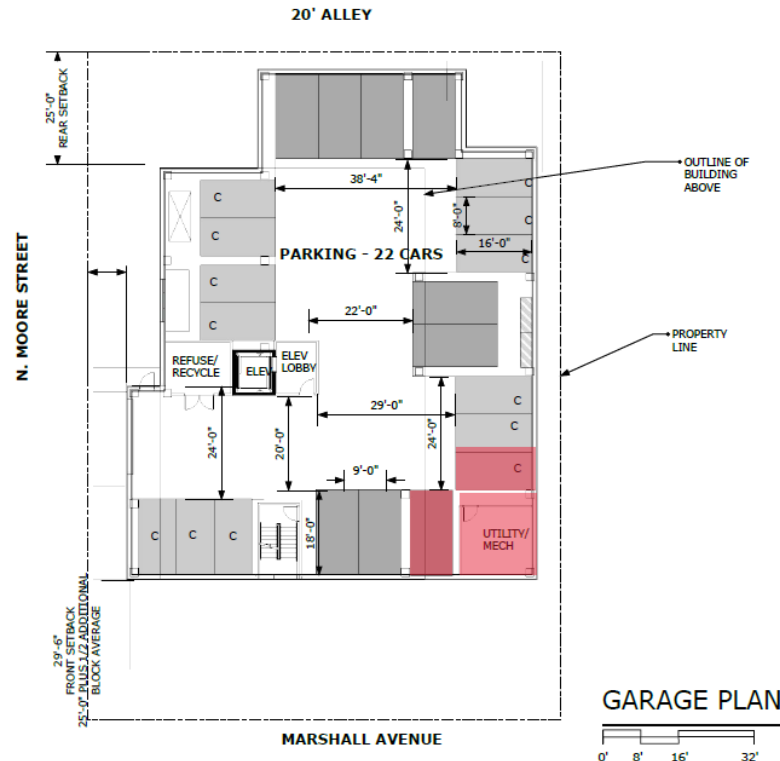 20' ALLEY
25'-0"
REAR SETBACK
OUTLINE OF
BUILDING
ABOVE
38'-4"
24'-0"
8'-0"
16'-0"
C
C
C
C
C
C
C
PARKING - 22 CARS
22'-0"
N. MOORE STREET
PROPERTY
LINE
REFUSE/
RECYCLE
ELEV
ELEV
LOBBY
29'-0"
24'-0"
20'-0"
24'-0"
C
C
C
9'-0"
18'-0"
C
C
C
UTILITY/
MECH
29'-6"
FRONT SETBACK
25'-0" PLUS 1/2 ADDITIONAL
BLOCK AVERAGE
GARAGE PLAN
MARSHALL AVENUE
0' 8' 16' 32'